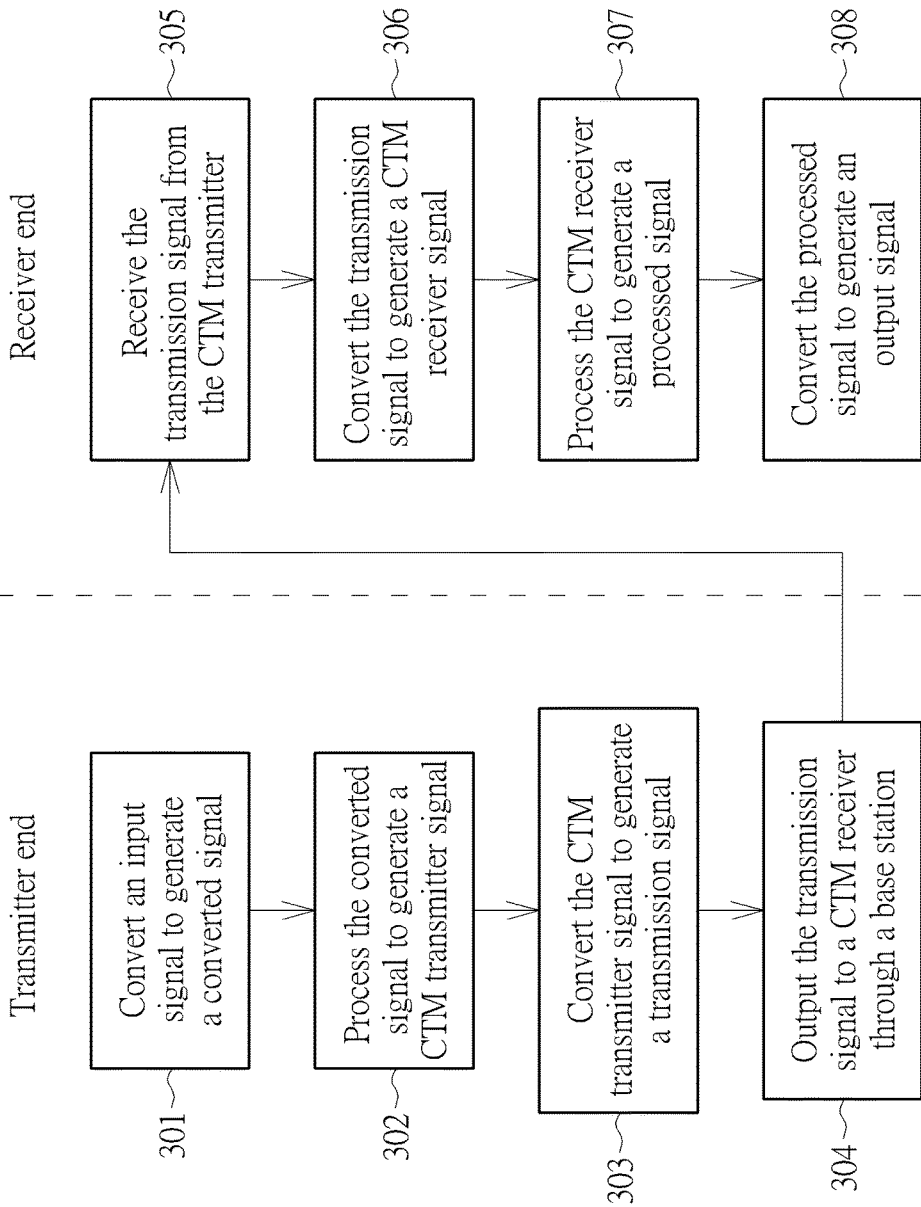 Transmitter end
301
Convert an input
signal to generate
a converted signal
302
Process the converted
signal to generate a
CTM transmitter signal
303
Convert the CTM
transmitter signal to generate
a transmission signal
304
Output the transmission
signal to a CTM receiver
through a base station
Receiver end
Receive the
transmission signal from
the CTM transmitter
305
Convert the transmission
signal to generate a CTM
receiver signal
306
Process the CTM receiver
signal to generate a
processed signal
307
Convert the processed
signal to generate an
output signal
308